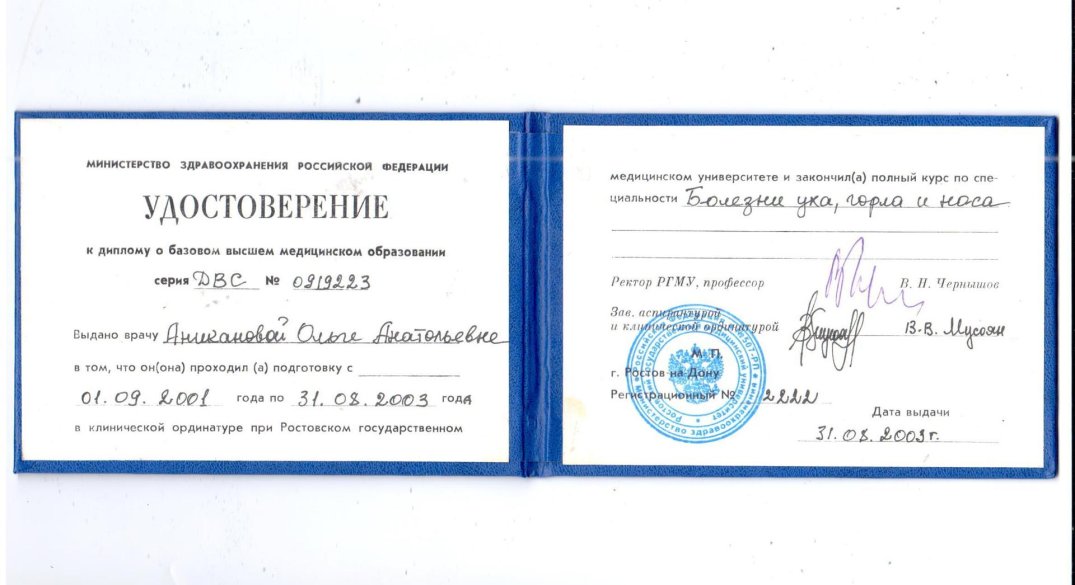 МИНИСТЕРСТВО ЗДРАВООХРАНЕНИЯ РОССИЙСКОЙ ФЕДЕРАЦИИ
УДОСТОВЕРЕНИЕ
к диплому о базовом высшем медицинском образовании
серия ДВС № 0919223
Выдано врачу Аникановой Ольге Анатольевне
в том, что он(она) проходил (а) подготовку с
01.09.2001 года по 31.08.2003 года
в клинической ординатуре при Ростовском государственном
медицинском университете и закончил(а) полный курс по спе-
циальности Болезни уха, горла и носа
Ректор РГМУ, профессор В. Н. Чернышов
Зав. аспирантурой
и клинической ординатурой В.В. Мусоян
М. П.
г. Ростов-на-Дону
Регистрационный № 2222
Дата выдачи
31.08.2003г.